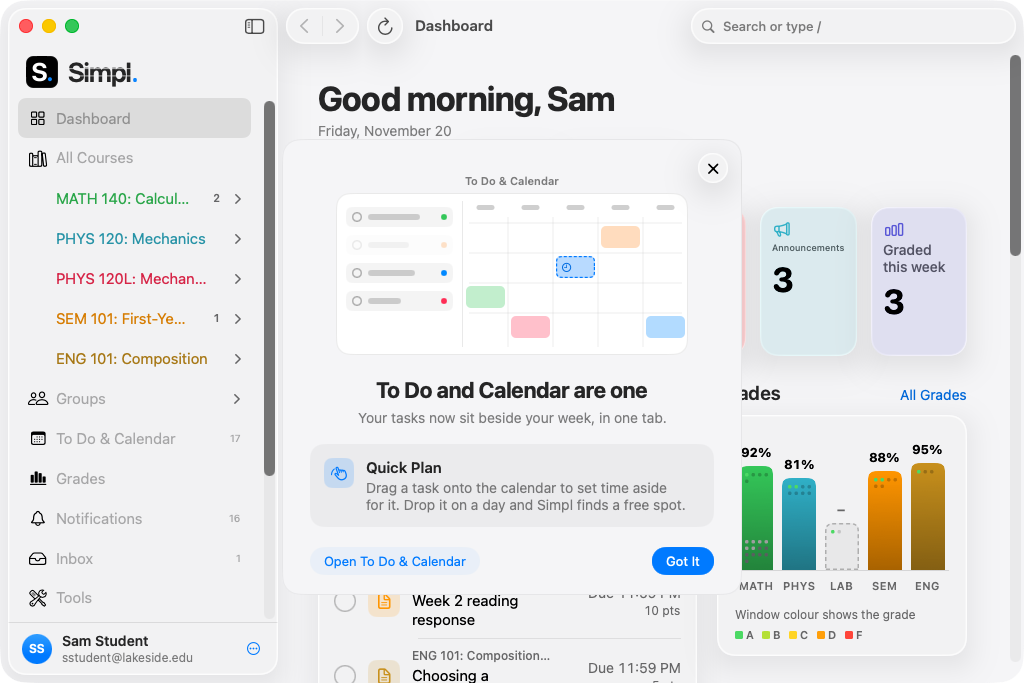 Dashboard
Search or type /
S. Simpl.
Dashboard
All Courses
MATH 140: Calcul... 2
PHYS 120: Mechanics
PHYS 120L: Mechan...
SEM 101: First-Ye... 1
ENG 101: Composition
Groups
To Do & Calendar 17
Grades
Notifications 16
Inbox 1
Tools
SS
Sam Student
sstudent@lakeside.edu
Good morning, Sam
Friday, November 20
To Do & Calendar
To Do and Calendar are one
Your tasks now sit beside your week, in one tab.
Quick Plan
Drag a task onto the calendar to set time aside
for it. Drop it on a day and Simpl finds a free spot.
Open To Do & Calendar
Got It
Announcements
3
Graded
this week
3
All Grades
92% 81% – 88% 95%
MATH PHYS LAB SEM ENG
Window colour shows the grade
A B C D F
Week 2 reading
response
Due 11:59 PM
10 pts
ENG 101: Composition...
Choosing a
Due 11:59 PM